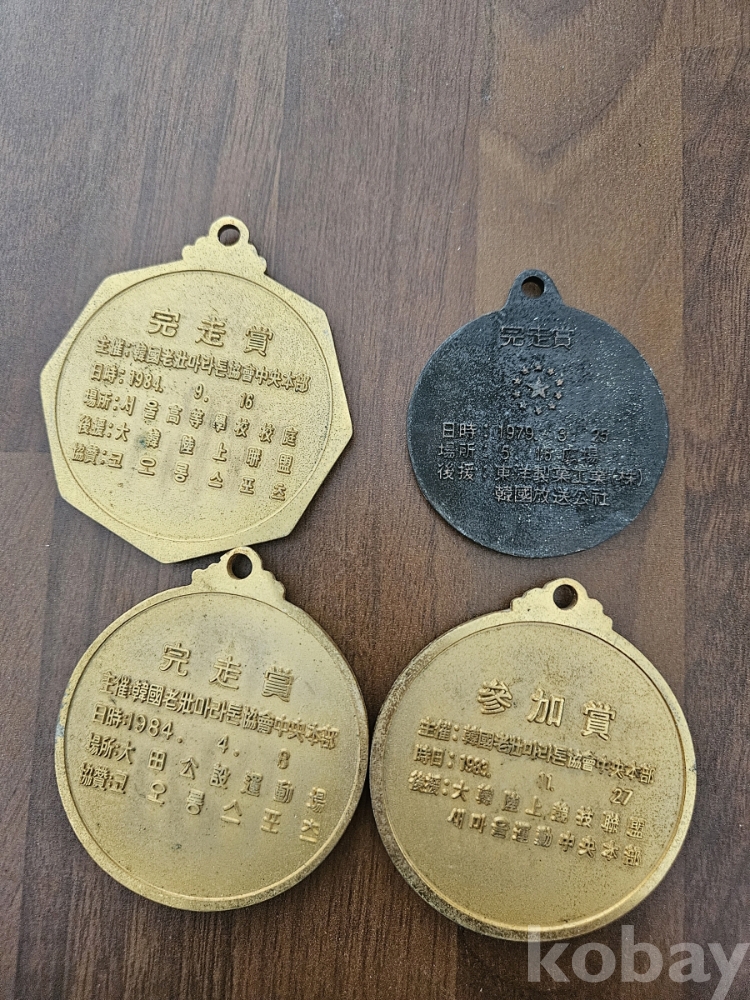 完走賞
主催:韓國老壯마라톤協會中央本部
日時:1984. 9. 16
場所:서울高等學校校庭
後援:大韓陸上聯盟
協賛:코오롱스포츠
完走賞
日時:1979. 3. 25
場所:5.16広場
後援:東洋製薬工業(株)
韓國放送公社
完走賞
主催:韓國老壯마라톤協會中央本部
日時:1984. 4. 8
場所:大田公設運動場
協賛:코오롱스포츠
參加賞
主催:韓國老壯마라톤協會中央本部
時日:1983. 11. 27
後援:大韓陸上競技聯盟
새마을運動中央本部
kobay